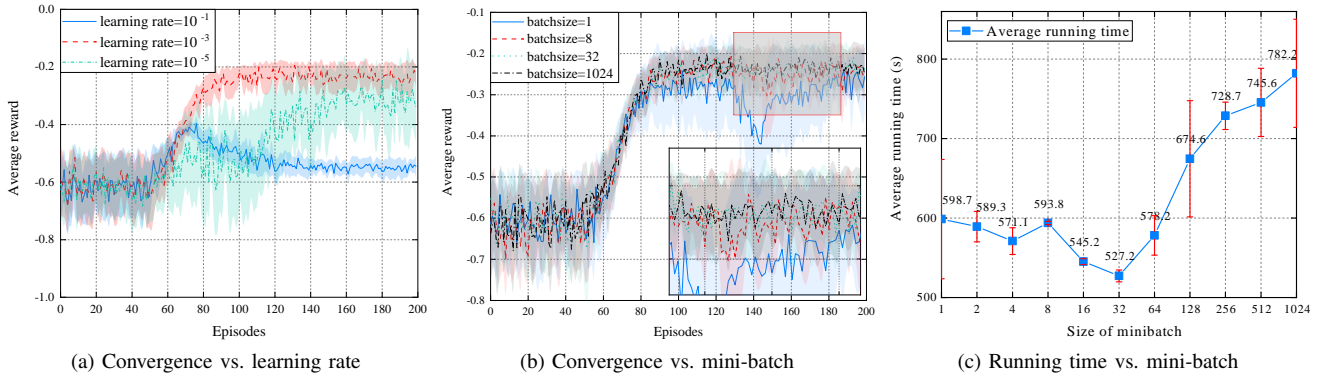 0.0
-0.2
-0.4
-0.6
-0.8
-1.0
Average reward
learning rate=10 -1
learning rate=10 -3
learning rate=10 -5
0 20 40 60 80 100 120 140 160 180 200
Episodes
(a) Convergence vs. learning rate
-0.1
-0.2
-0.3
-0.4
-0.5
-0.6
-0.7
-0.8
Average reward
batchsize=1
batchsize=8
batchsize=32
batchsize=1024
0 20 40 60 80 100 120 140 160 180 200
Episodes
(b) Convergence vs. mini-batch
800
700
600
500
Average running time (s)
Average running time
598.7
589.3
571.1
593.8
545.2
527.2
578.2
674.6
728.7
745.6
782.2
1 2 4 8 16 32 64 128 256 512 1024
Size of minibatch
(c) Running time vs. mini-batch